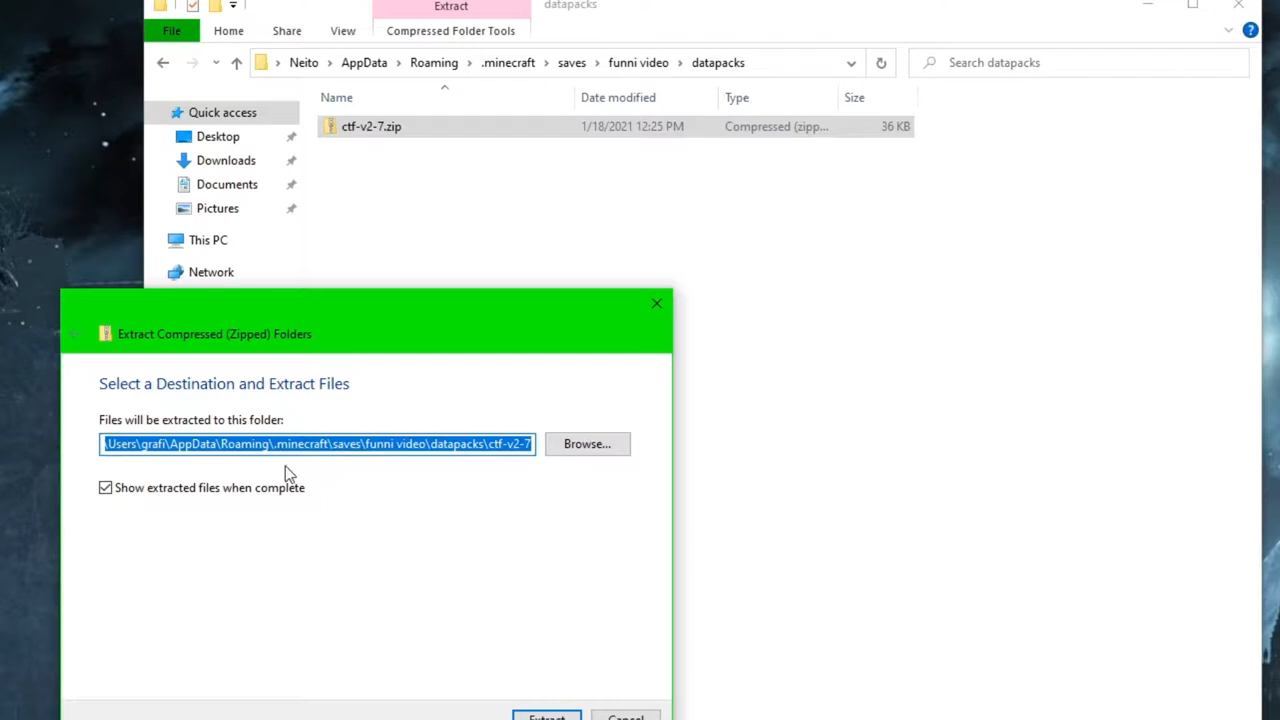 Extract
datapacks
File
Home
Share
View
Compressed Folder Tools
Neito
AppData
Roaming
.minecraft
saves
funni video
datapacks
Search datapacks
Name
Date modified
Type
Size
Quick access
ctf-v2-7.zip
1/18/2021 12:25 PM
Compressed (zipp...
36 KB
Desktop
Downloads
Documents
Pictures
This PC
Network
Extract Compressed (Zipped) Folders
Select a Destination and Extract Files
Files will be extracted to this folder:
\Users\grafi\AppData\Roaming\.minecraft\saves\funni video\datapacks\ctf-v2-7
Browse...
Show extracted files when complete
Extract
Cancel